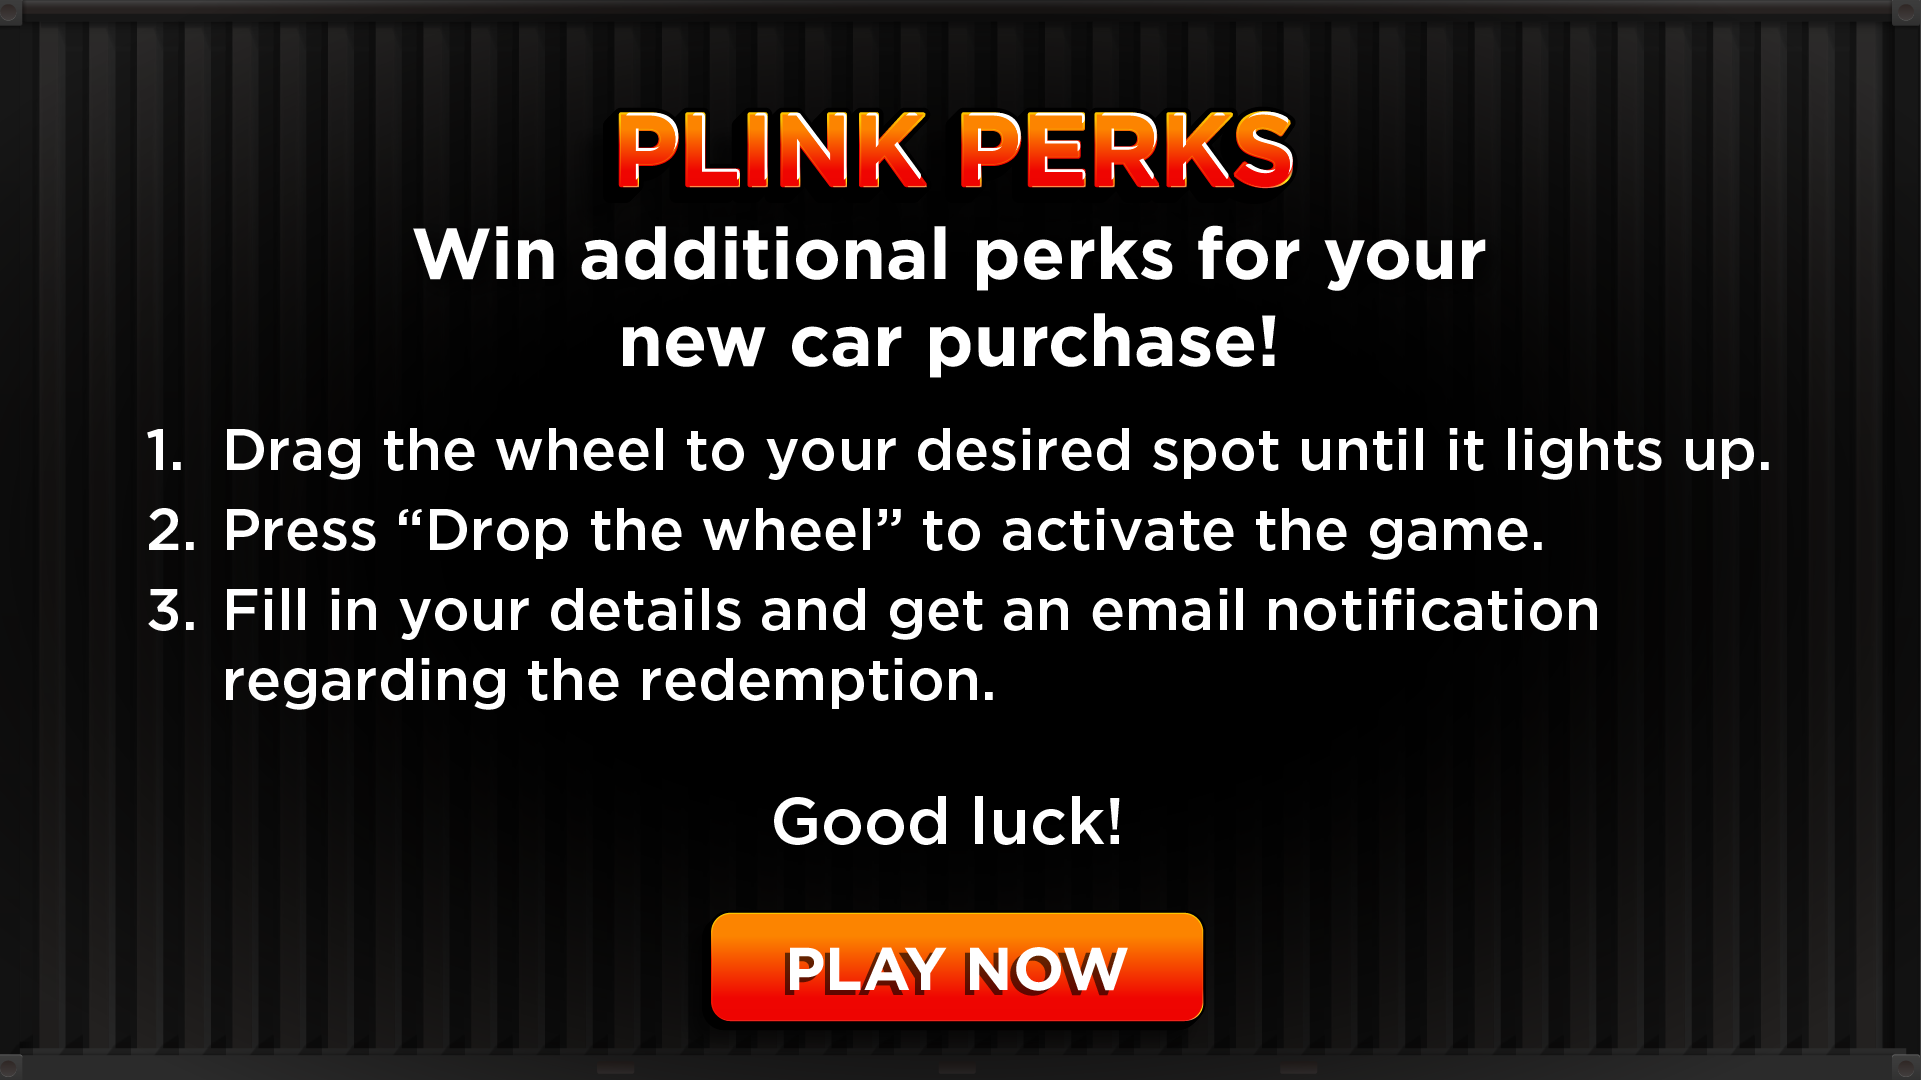 PLINK PERKS
Win additional perks for your
new car purchase!
1. Drag the wheel to your desired spot until it lights up.
2. Press “Drop the wheel” to activate the game.
3. Fill in your details and get an email notification
regarding the redemption.
Good luck!
PLAY NOW